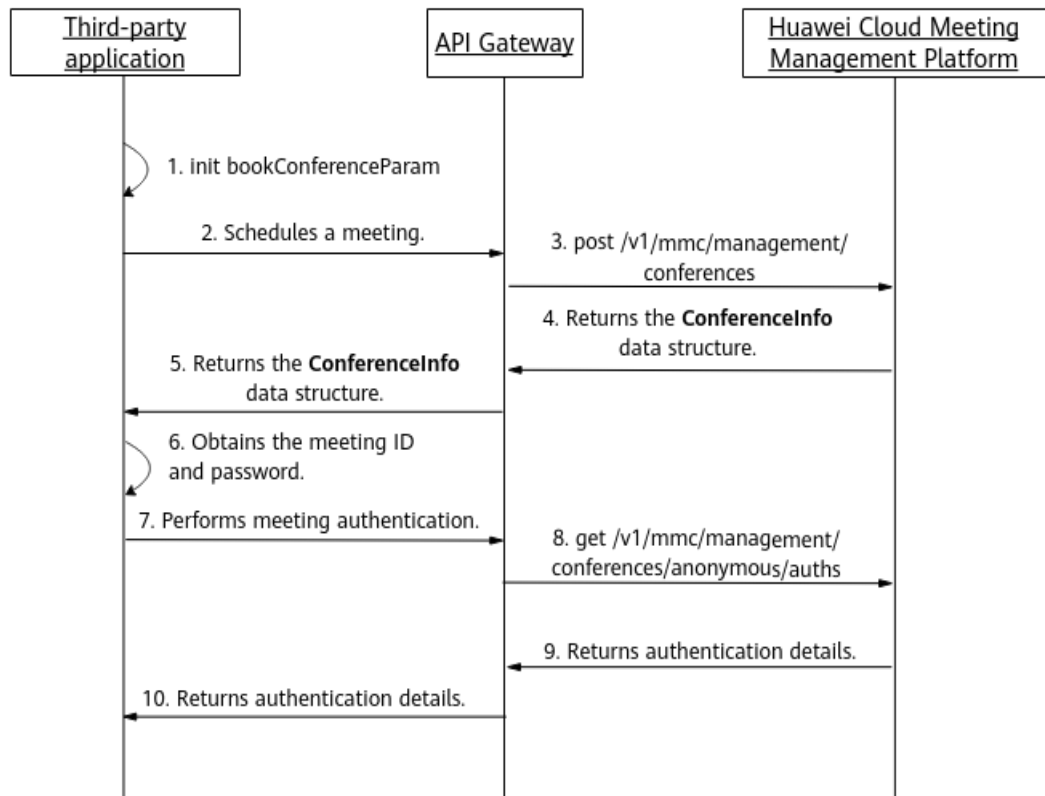 Third-party
application
API Gateway
Huawei Cloud Meeting
Management Platform
1. init bookConferenceParam
2. Schedules a meeting.
3. post /v1/mmc/management/
conferences
4. Returns the ConferenceInfo
data structure.
5. Returns the ConferenceInfo
data structure.
6. Obtains the meeting ID
and password.
7. Performs meeting authentication.
8. get /v1/mmc/management/
conferences/anonymous/auths
9. Returns authentication details.
10. Returns authentication details.